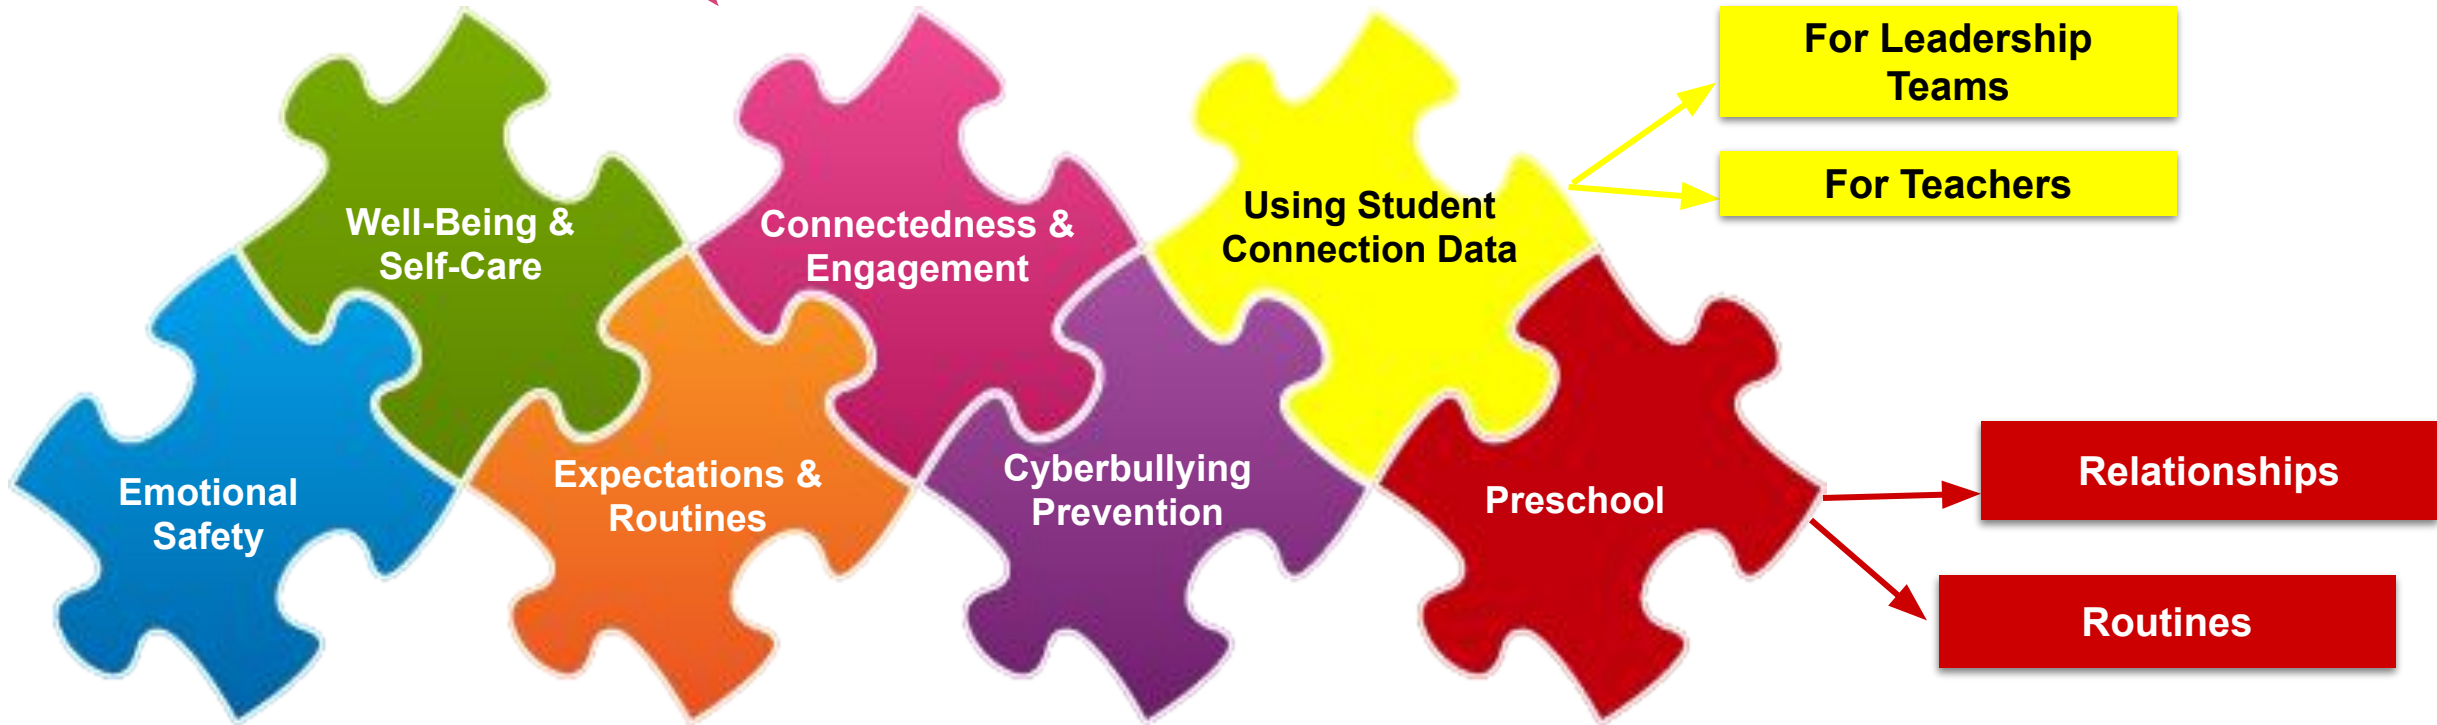 For Leadership
Teams
For Teachers
Well-Being &
Self-Care
Connectedness &
Engagement
Using Student
Connection Data
Emotional
Safety
Expectations &
Routines
Cyberbullying
Prevention
Preschool
Relationships
Routines